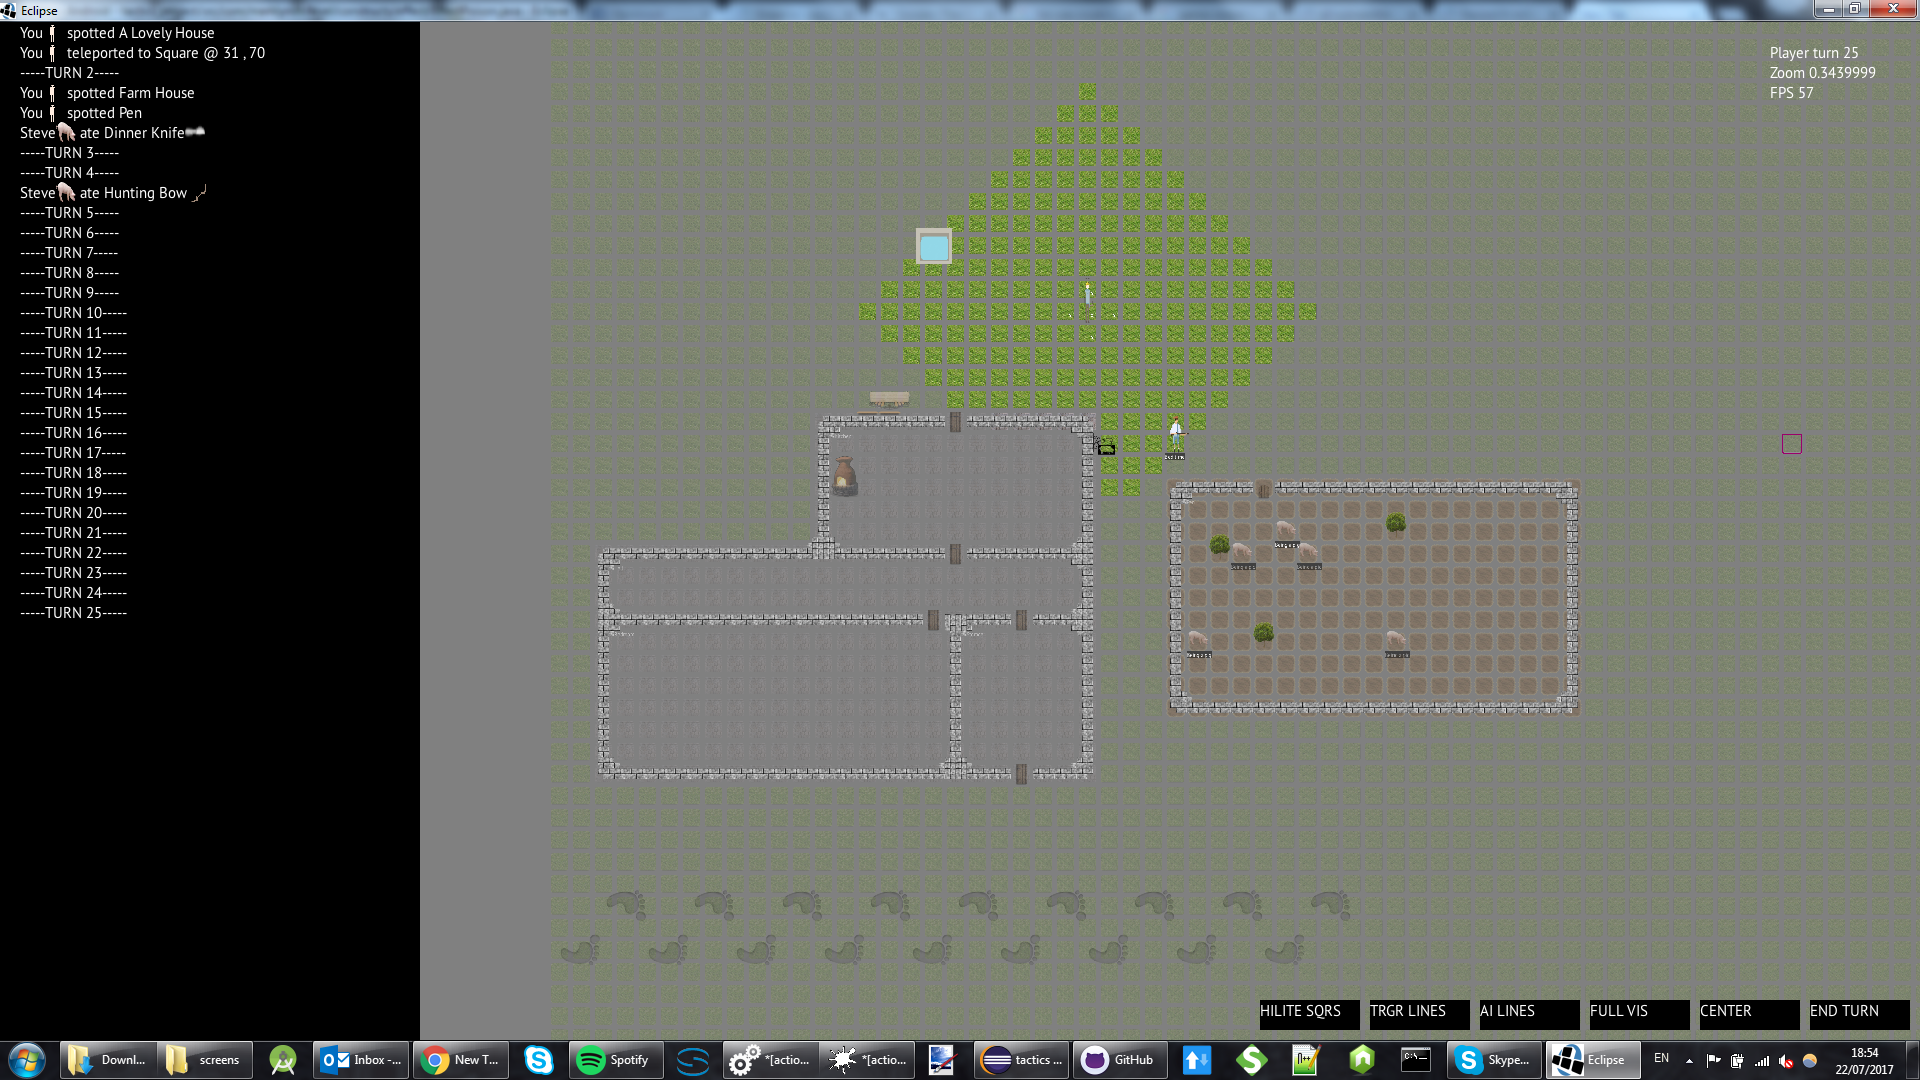 Eclipse
You spotted A Lovely House
You teleported to Square @ 31 , 70
-----TURN 2-----
You spotted Farm House
You spotted Pen
Steve ate Dinner Knife
-----TURN 3-----
-----TURN 4-----
Steve ate Hunting Bow
-----TURN 5-----
-----TURN 6-----
-----TURN 7-----
-----TURN 8-----
-----TURN 9-----
-----TURN 10-----
-----TURN 11-----
-----TURN 12-----
-----TURN 13-----
-----TURN 14-----
-----TURN 15-----
-----TURN 16-----
-----TURN 17-----
-----TURN 18-----
-----TURN 19-----
-----TURN 20-----
-----TURN 21-----
-----TURN 22-----
-----TURN 23-----
-----TURN 24-----
-----TURN 25-----
Player turn 25
Zoom 0.3439999
FPS 57
HILITE SQRS TRGR LINES AI LINES FULL VIS CENTER END TURN
Downl... screens Inbox -... New T... Spotify *[actio... *[actio... tactics ... GitHub Skype... Eclipse EN 18:54
22/07/2017